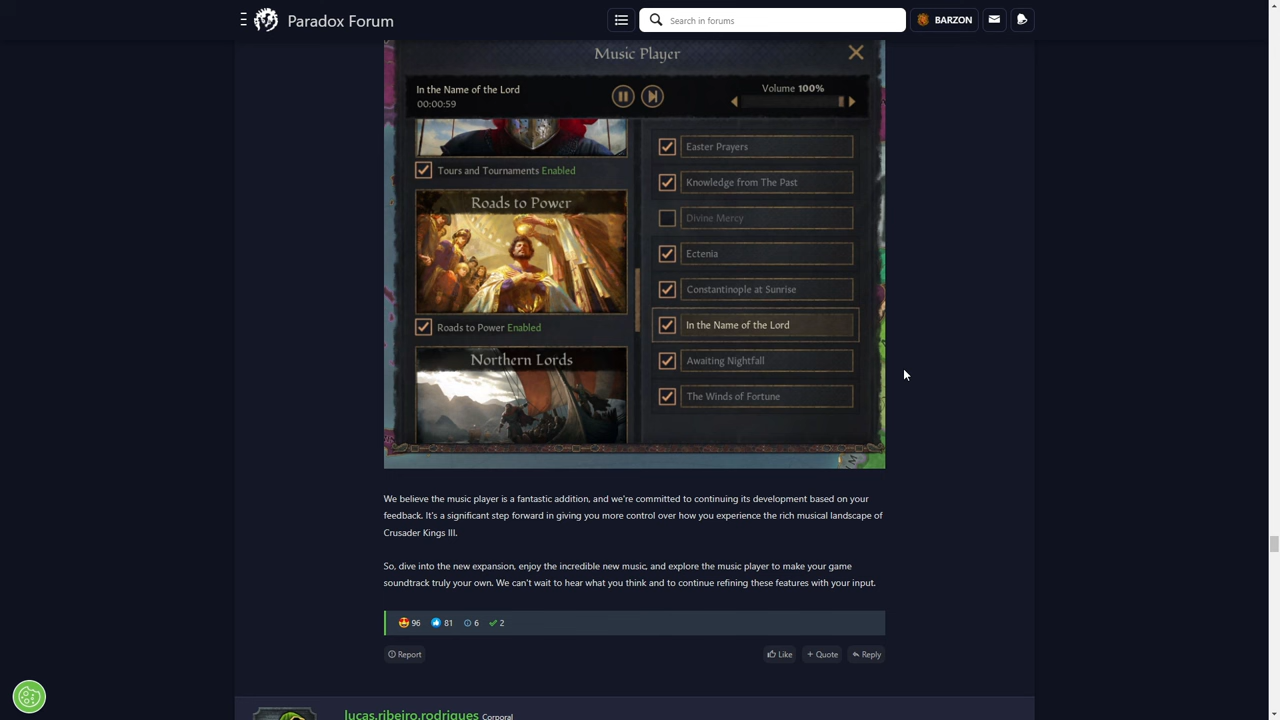 Paradox Forum
Search in forums
BARZON
Music Player
In the Name of the Lord
00:00:59
Volume 100%
Tours and Tournaments Enabled
Roads to Power
Roads to Power Enabled
Northern Lords
Easter Prayers
Knowledge from The Past
Divine Mercy
Ectenia
Constantinople at Sunrise
In the Name of the Lord
Awaiting Nightfall
The Winds of Fortune
We believe the music player is a fantastic addition, and we're committed to continuing its development based on your
feedback. It's a significant step forward in giving you more control over how you experience the rich musical landscape of
Crusader Kings III.
So, dive into the new expansion, enjoy the incredible new music, and explore the music player to make your game
soundtrack truly your own. We can't wait to hear what you think and to continue refining these features with your input.
96 81 6 2
Report Like + Quote Reply
lucas.ribeiro.rodrigues Corporal